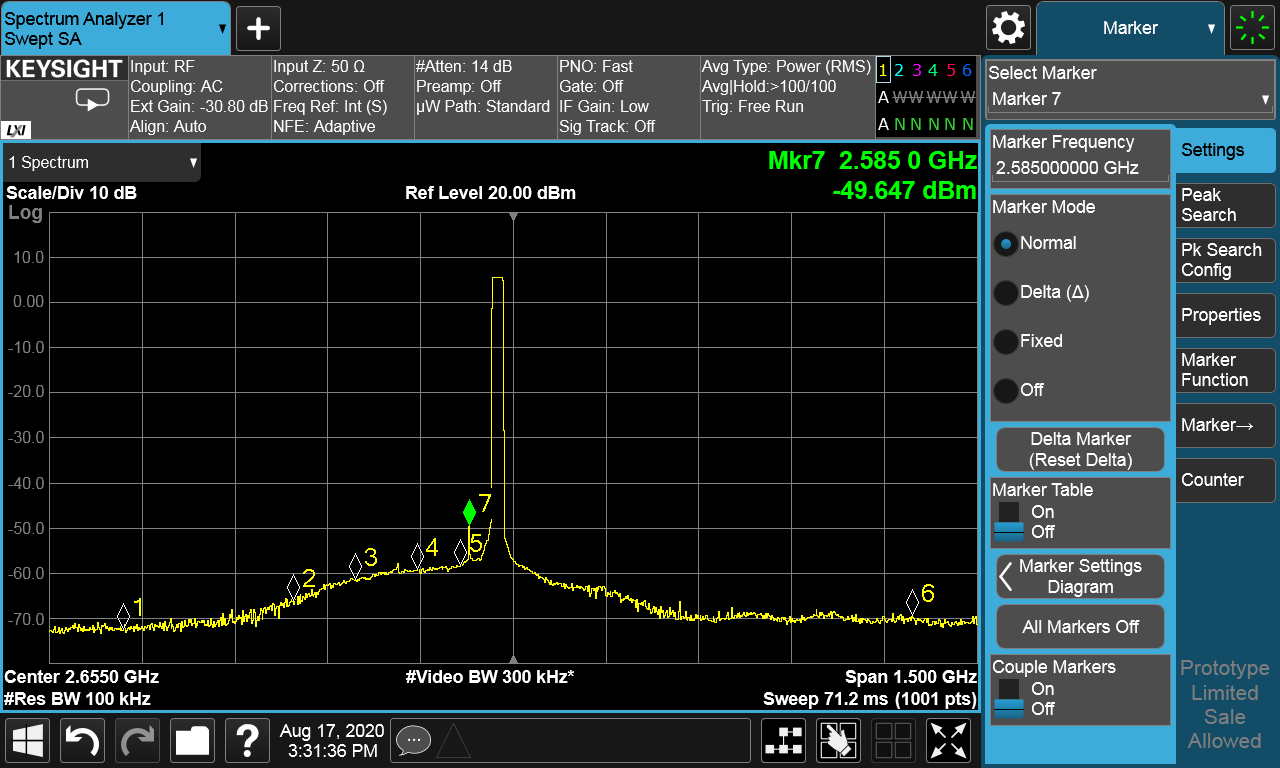 Spectrum Analyzer 1
Swept SA
Marker
KEYSIGHT
LXI
Input: RF
Coupling: AC
Ext Gain: -30.80 dB
Align: Auto
Input Z: 50 Ω
Corrections: Off
Freq Ref: Int (S)
NFE: Adaptive
#Atten: 14 dB
Preamp: Off
µW Path: Standard
PNO: Fast
Gate: Off
IF Gain: Low
Sig Track: Off
Avg Type: Power (RMS)
Avg|Hold:>100/100
Trig: Free Run
1 2 3 4 5 6
A W W W W W
A N N N N N
Select Marker
Marker 7
1 Spectrum
Mkr7 2.585 0 GHz
-49.647 dBm
Scale/Div 10 dB
Ref Level 20.00 dBm
Log
10.0
0.00
-10.0
-20.0
-30.0
-40.0
-50.0
-60.0
-70.0
1
2
3
4
5
7
6
Center 2.6550 GHz
#Video BW 300 kHz*
Span 1.500 GHz
#Res BW 100 kHz
Sweep 71.2 ms (1001 pts)
Marker Frequency
2.585000000 GHz
Marker Mode
Normal
Delta (Δ)
Fixed
Off
Delta Marker
(Reset Delta)
Marker Table
On
Off
Marker Settings
Diagram
All Markers Off
Couple Markers
On
Off
Settings
Peak
Search
Pk Search
Config
Properties
Marker
Function
Marker→
Counter
Prototype
Limited
Sale
Allowed
?
Aug 17, 2020
3:31:36 PM